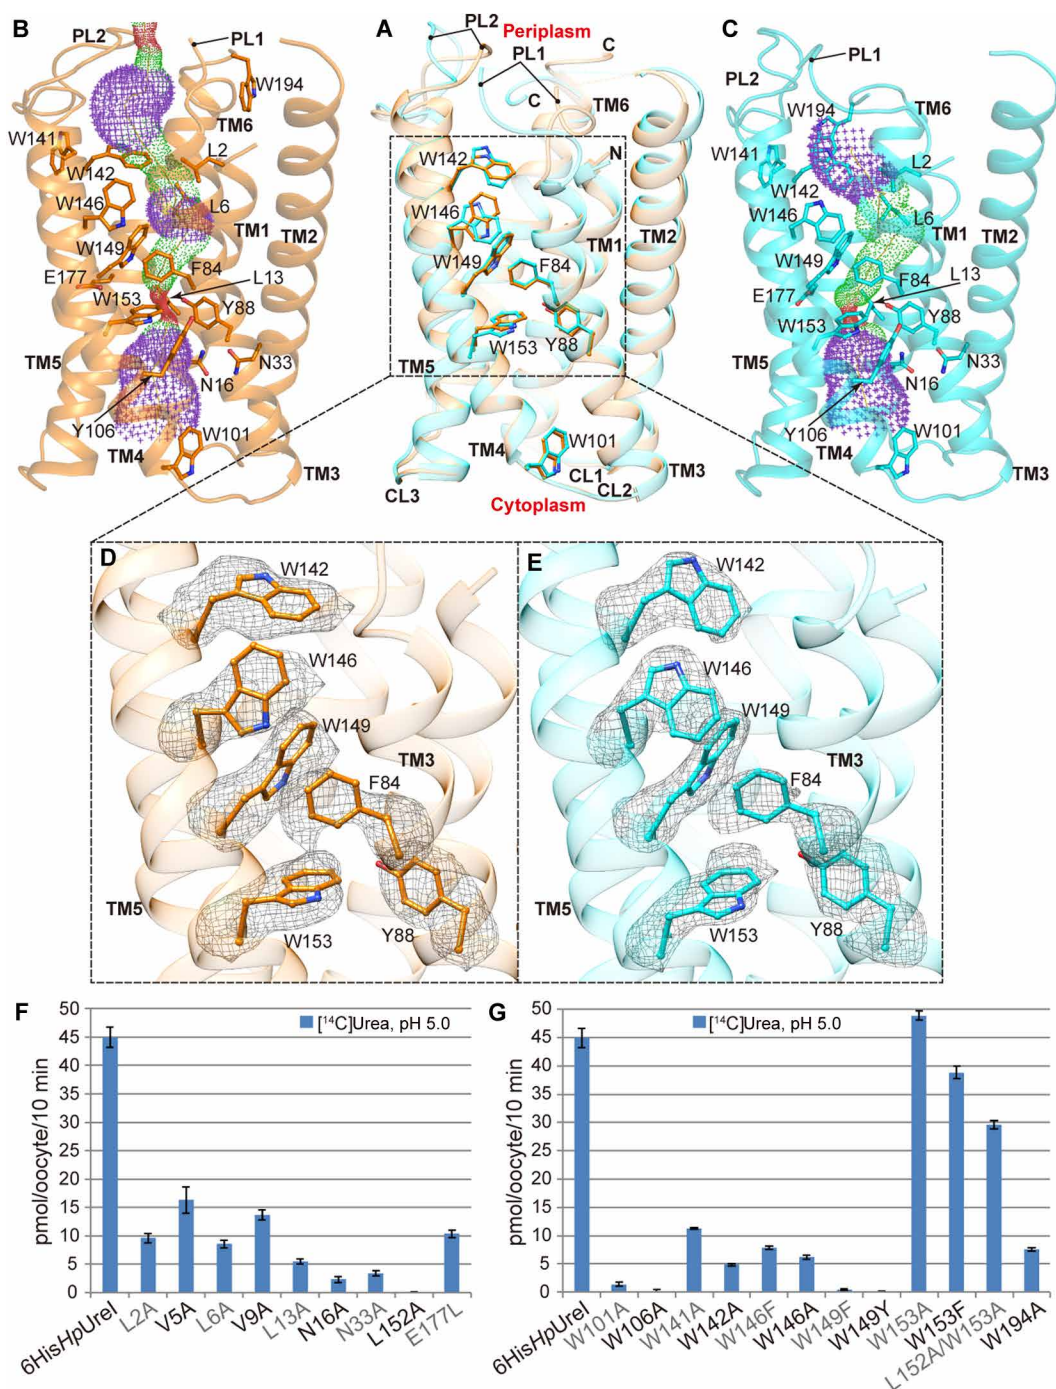 B
PL2
PL1
W194
TM6
W141
L2
W142
W146
L6
TM1
TM2
W149
F84
E177
L13
W153
Y88
TM5
N33
N16
Y106
W101
TM4
TM3
A
PL2
Periplasm
PL1
C
C
TM6
N
W142
W146
TM1
TM2
W149
F84
Y88
W153
TM5
W101
TM4
CL1
TM3
CL3
CL2
Cytoplasm
C
PL1
PL2
W194
TM6
W141
L2
W142
W146
L6
TM1
TM2
W149
F84
L13
E177
W153
Y88
TM5
N33
N16
Y106
W101
TM4
TM3
D
W142
W146
W149
TM3
F84
TM5
W153
Y88
E
W142
W146
W149
TM3
F84
TM5
W153
Y88
F
[14C]Urea, pH 5.0
pmol/oocyte/10 min
50
45
40
35
30
25
20
15
10
5
0
6HisHpUreI
L2A
V5A
L6A
V9A
L13A
N16A
N33A
L152A
E177L
G
[14C]Urea, pH 5.0
pmol/oocyte/10 min
50
45
40
35
30
25
20
15
10
5
0
6HisHpUreI
W101A
W106A
W141A
W142A
W146F
W146A
W149F
W149Y
W153A
W153F
L152A/W153A
W194A